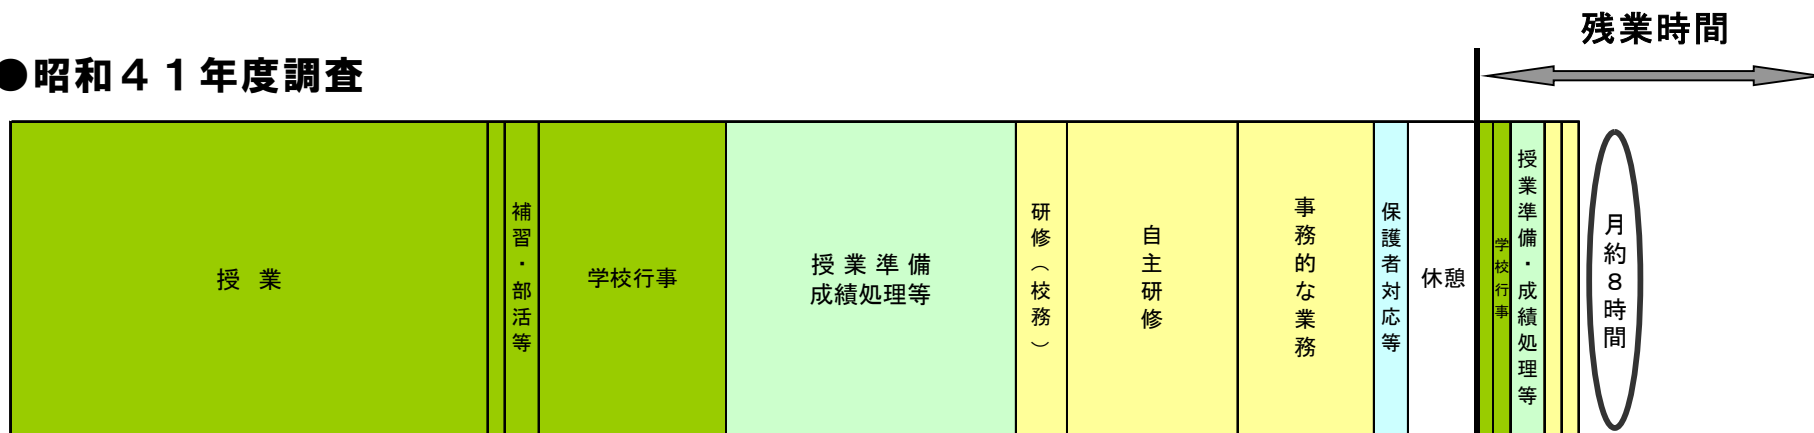 残業時間
●昭和４１年度調査
授　業
補習・部活等
学校行事
授 業 準 備
成績処理等
研修（校務）
自主研修
事務的な業務
保護者対応等
休憩
学校行事
授業準備・成績処理等
月約８時間